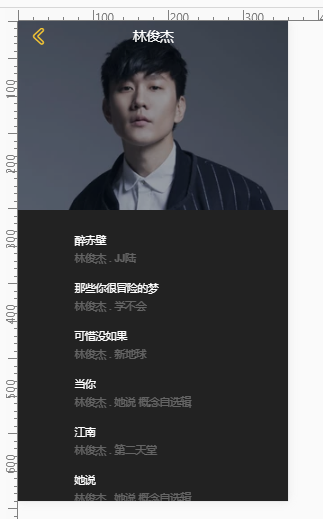 100
200
300
4
100
200
300
400
500
600
林俊杰
醉赤壁
林俊杰 . JJ陆
那些你很冒险的梦
林俊杰 . 学不会
可惜没如果
林俊杰 . 新地球
当你
林俊杰 . 她说 概念自选辑
江南
林俊杰 . 第二天堂
她说
林俊杰 . 她说 概念自选辑